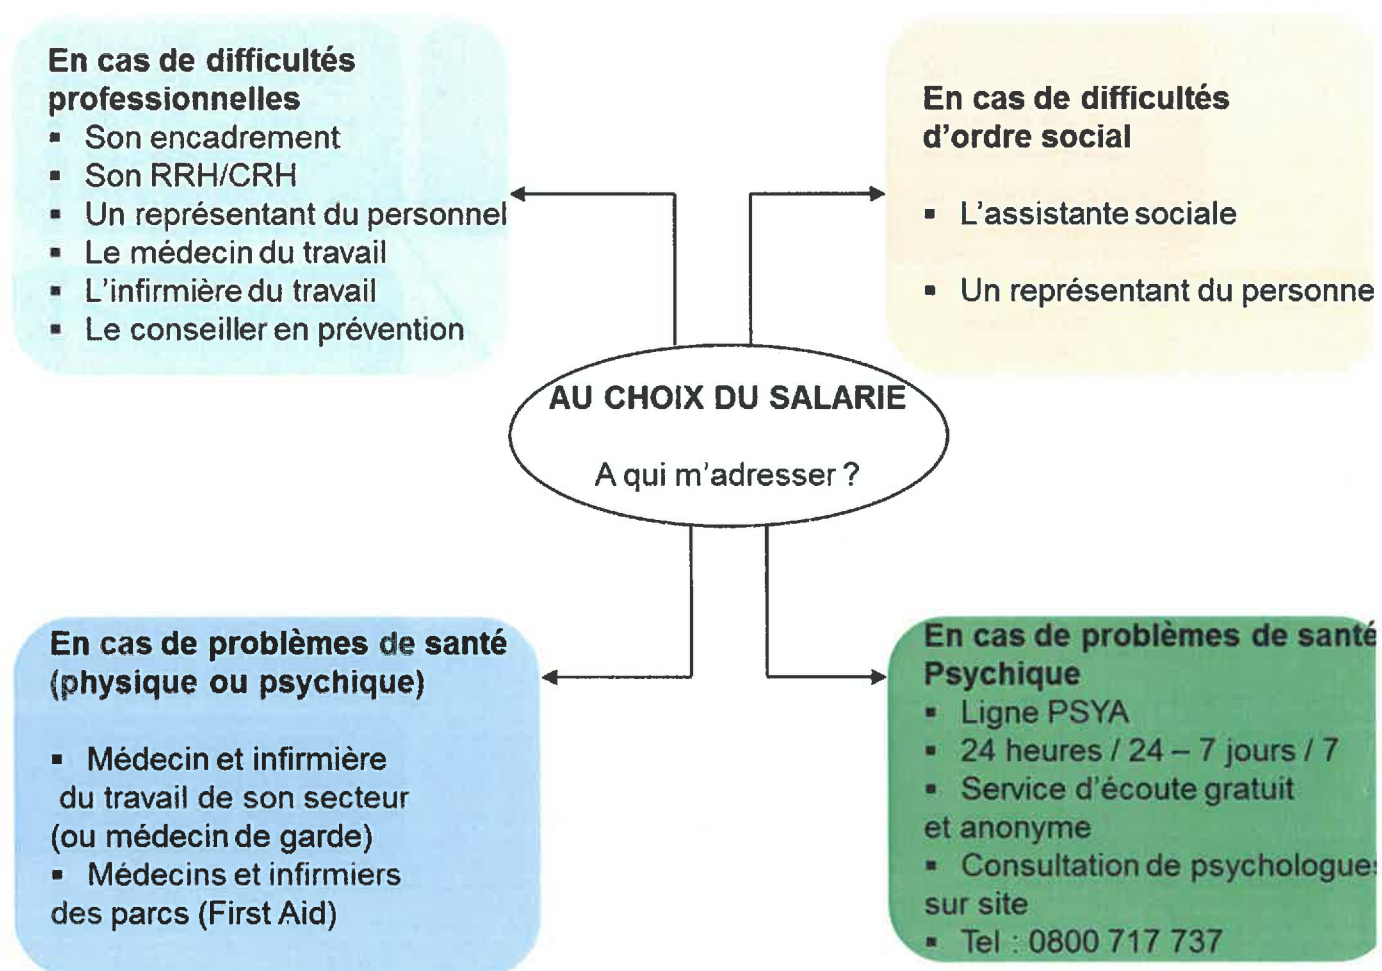 En cas de difficultés
professionnelles
▪ Son encadrement
▪ Son RRH/CRH
▪ Un représentant du personnel
▪ Le médecin du travail
▪ L'infirmière du travail
▪ Le conseiller en prévention
En cas de difficultés
d'ordre social
▪ L'assistante sociale
▪ Un représentant du personne
AU CHOIX DU SALARIE
A qui m'adresser ?
En cas de problèmes de santé
(physique ou psychique)
▪ Médecin et infirmière
du travail de son secteur
(ou médecin de garde)
▪ Médecins et infirmiers
des parcs (First Aid)
En cas de problèmes de santé
Psychique
▪ Ligne PSYA
▪ 24 heures / 24 – 7 jours / 7
▪ Service d'écoute gratuit
et anonyme
▪ Consultation de psychologues
sur site
▪ Tel : 0800 717 737